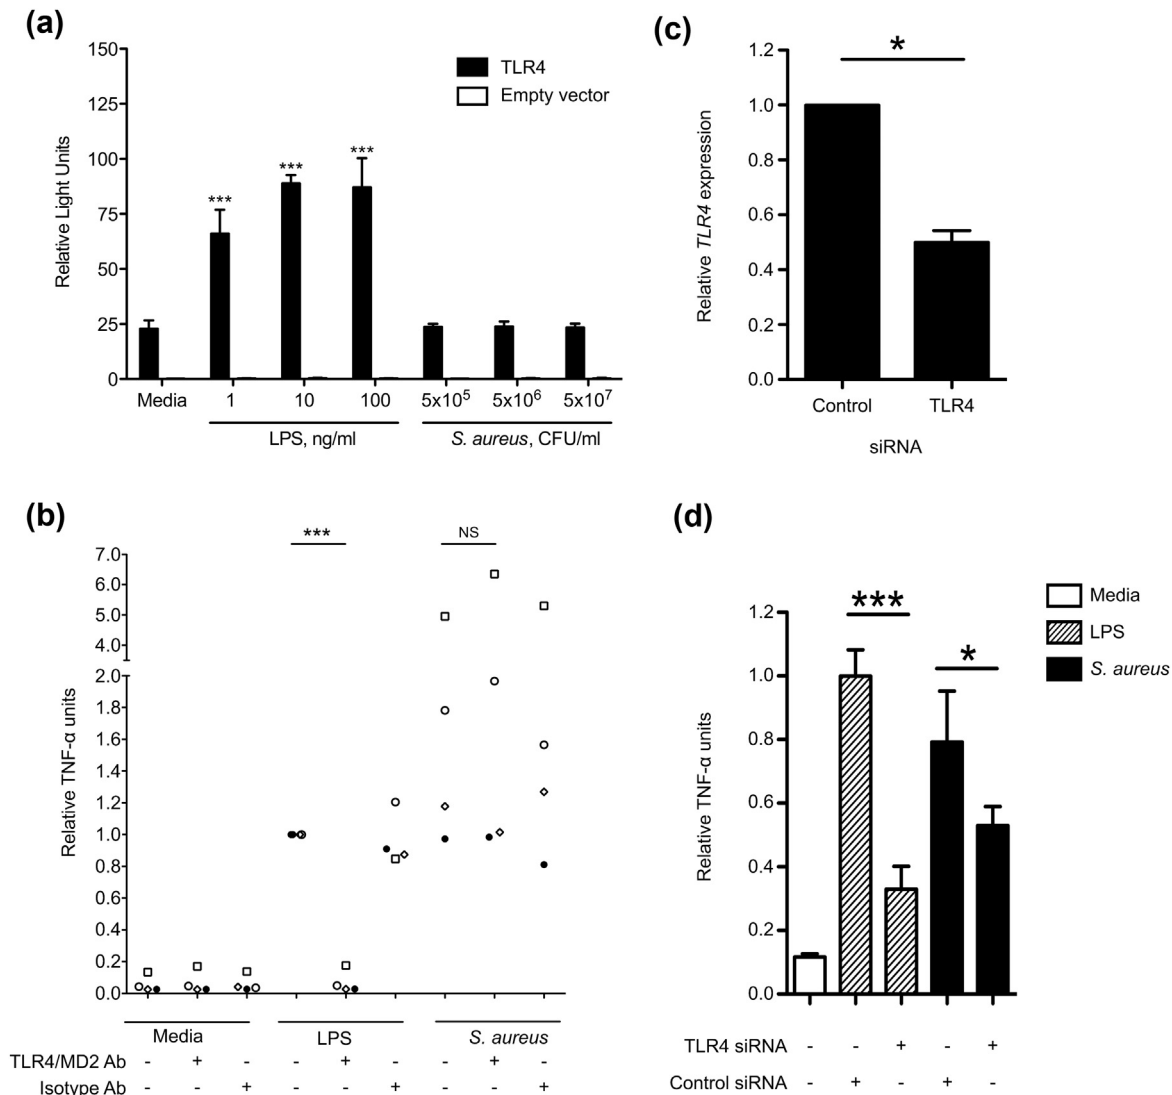 (a)
150
125
100
75
50
25
0
Relative Light Units
TLR4
Empty vector
***
***
***
Media
1
10
100
5x10⁵
5x10⁶
5x10⁷
LPS, ng/ml
S. aureus, CFU/ml
(c)
1.2
1.0
0.8
0.6
0.4
0.2
0.0
Relative TLR4 expression
*
Control
TLR4
siRNA
(b)
7.0
6.0
5.0
4.0
2.0
1.8
1.6
1.4
1.2
1.0
0.8
0.6
0.4
0.2
0.0
Relative TNF-α units
***
NS
Media
LPS
S. aureus
TLR4/MD2 Ab - + - - + - - + -
Isotype Ab - - + - - + - - +
(d)
1.2
1.0
0.8
0.6
0.4
0.2
0.0
Relative TNF-α units
***
*
Media
LPS
S. aureus
TLR4 siRNA - - + - +
Control siRNA - + - + -